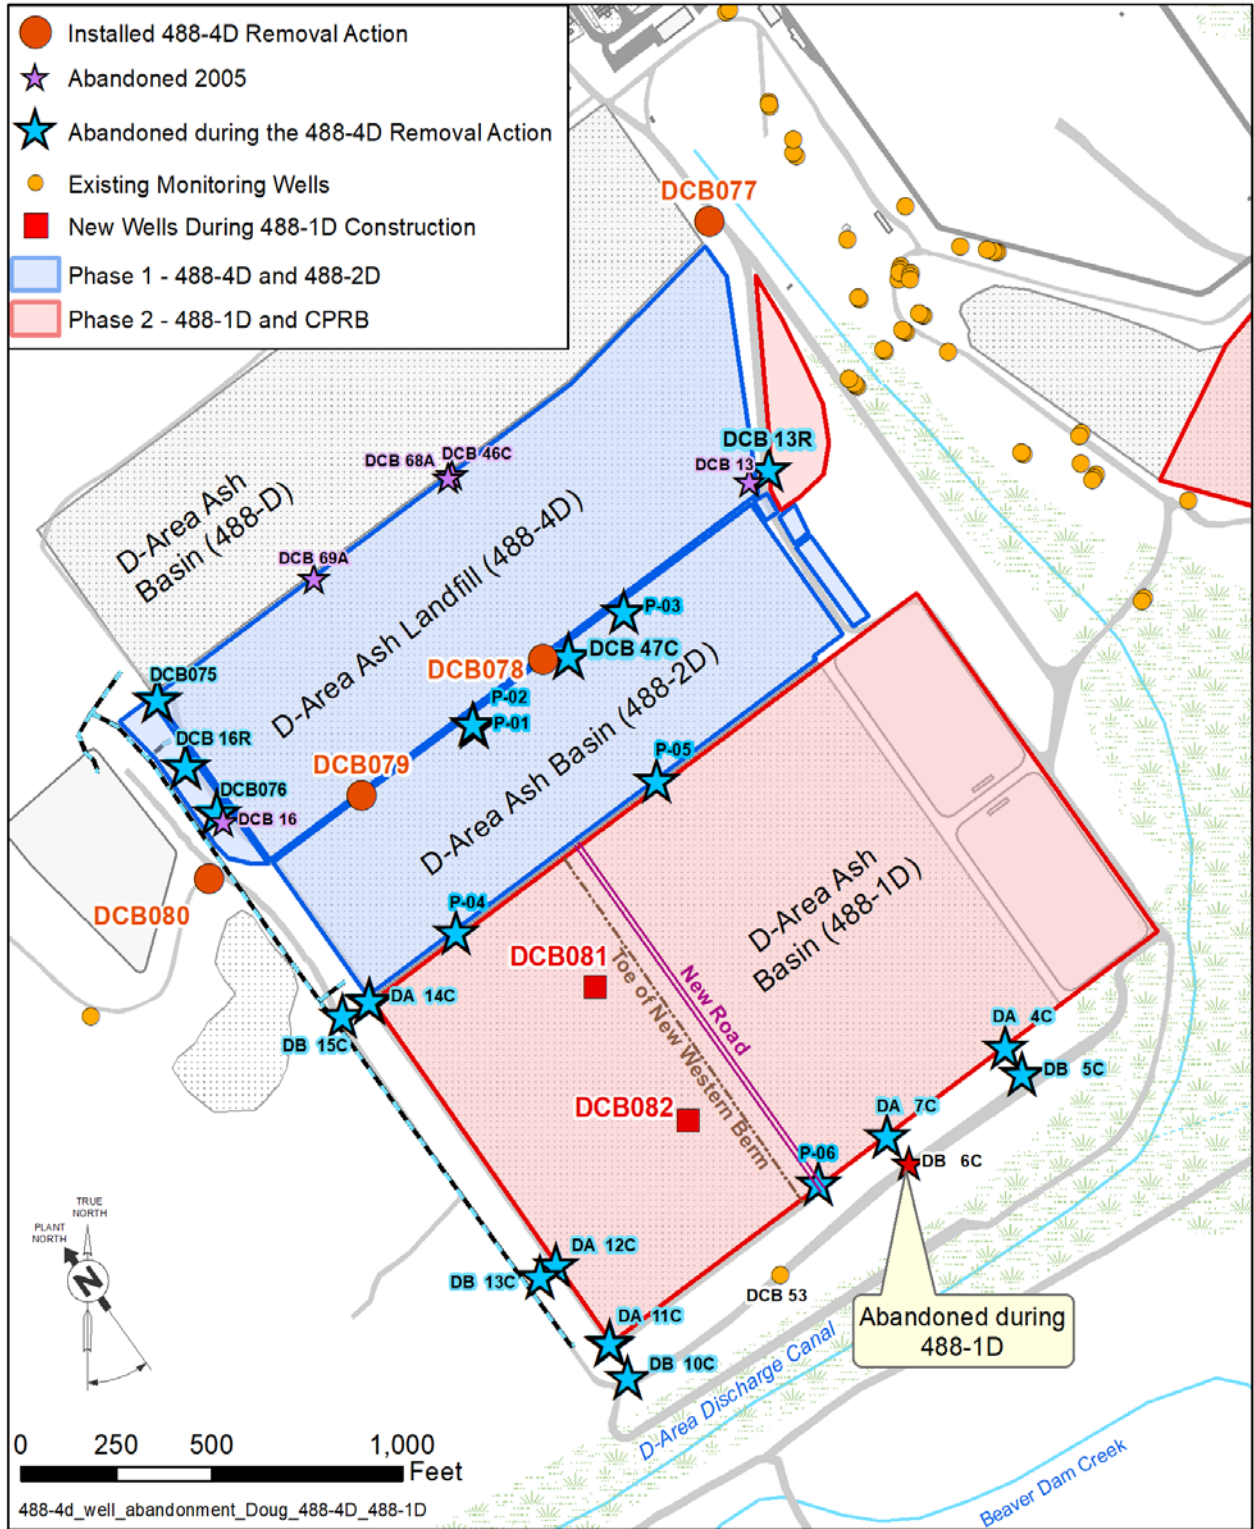 Installed 488-4D Removal Action
Abandoned 2005
Abandoned during the 488-4D Removal Action
Existing Monitoring Wells
New Wells During 488-1D Construction
Phase 1 - 488-4D and 488-2D
Phase 2 - 488-1D and CPRB
DCB077
DCB 13R
DCB 13
DCB 68A
DCB 46C
D-Area Ash
Basin (488-D)
DCB 69A
D-Area Ash Landfill (488-4D)
P-03
DCB 47C
DCB078
DCB075
P-02
P-01
DCB 16R
DCB079
P-05
DCB076
DCB 16
D-Area Ash Basin (488-2D)
DCB080
P-04
D-Area Ash
Basin (488-1D)
DCB081
New Road
Toe of New Western Berm
DA 14C
DB 15C
DA 4C
DB 5C
DCB082
DA 7C
DB 6C
P-06
TRUE
NORTH
PLANT
NORTH
N
DA 12C
DB 13C
DCB 53
DA 11C
DB 10C
Abandoned during
488-1D
D-Area Discharge Canal
Beaver Dam Creek
0 250 500 1,000
Feet
488-4d_well_abandonment_Doug_488-4D_488-1D